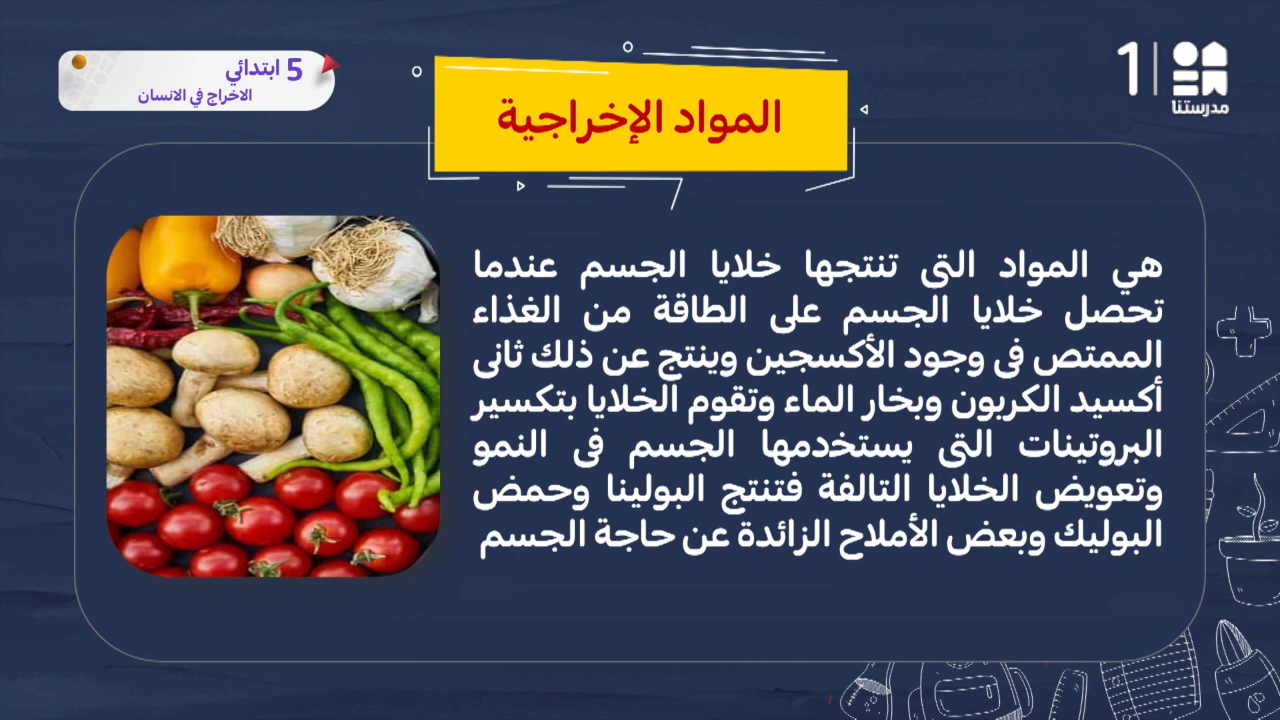 1
مدرستنا
5 ابتدائي
الاخراج في الانسان
المواد الإخراجية
هي المواد التى تنتجها خلايا الجسم عندما
تحصل خلايا الجسم على الطاقة من الغذاء
الممتص فى وجود الأكسجين وينتج عن ذلك ثانى
أكسيد الكربون وبخار الماء وتقوم الخلايا بتكسير
البروتينات التى يستخدمها الجسم فى النمو
وتعويض الخلايا التالفة فتنتج البولينا وحمض
البوليك وبعض الأملاح الزائدة عن حاجة الجسم